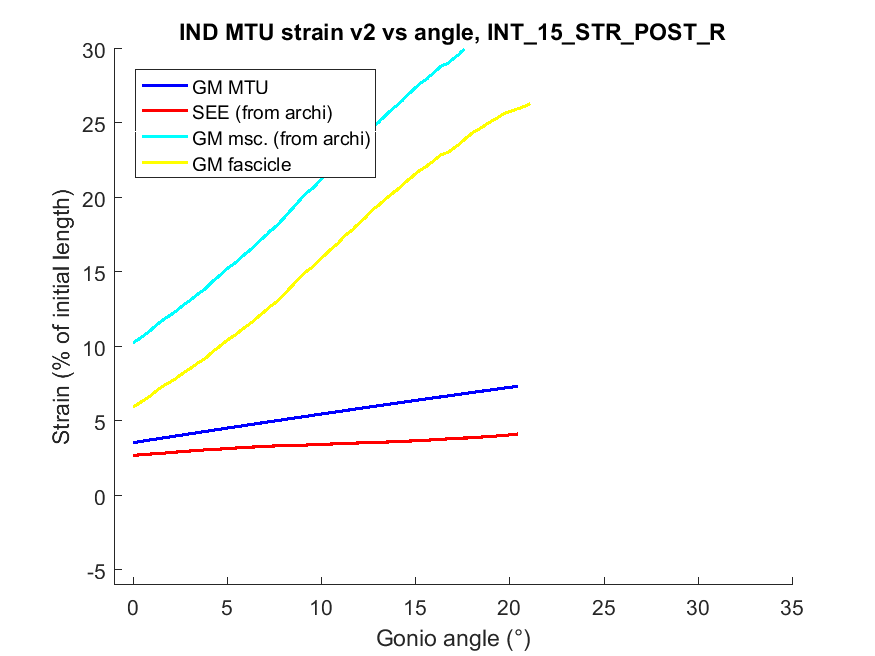 IND MTU strain v2 vs angle, INT_15_STR_POST_R
30
25
20
15
10
5
0
-5
Strain (% of initial length)
GM MTU
SEE (from archi)
GM msc. (from archi)
GM fascicle
0 5 10 15 20 25 30 35
Gonio angle (°)